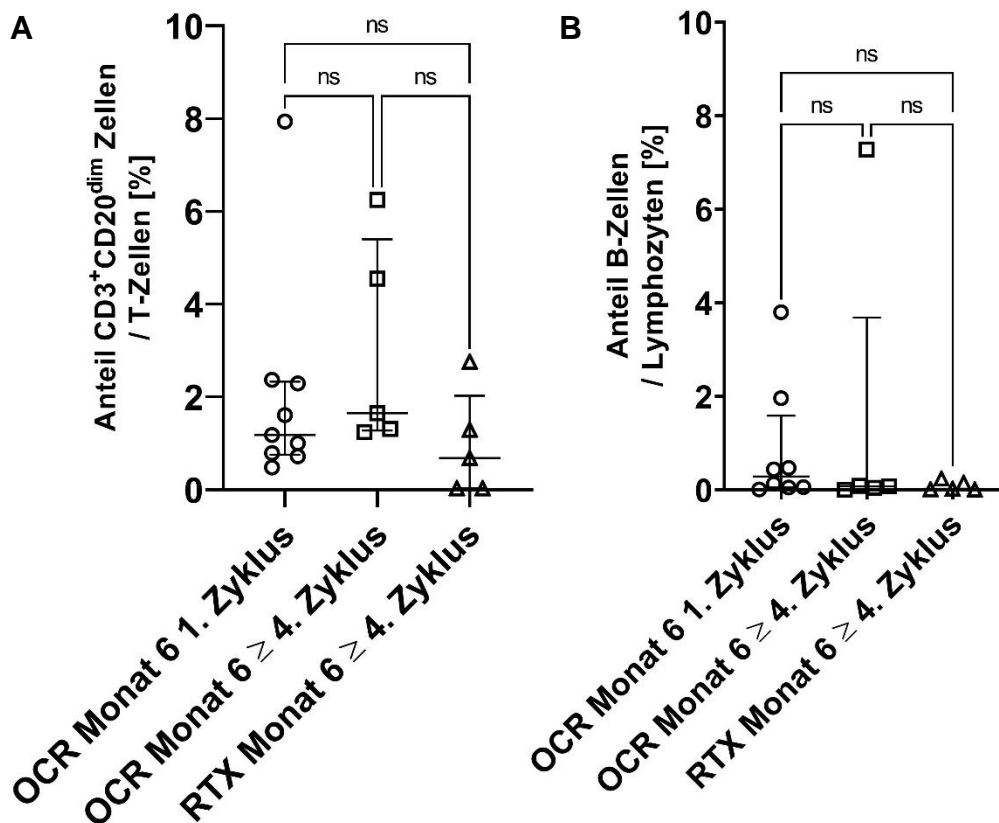 A
Anteil CD3⁺CD20ᵈⁱᵐ Zellen
/ T-Zellen [%]
10
8
6
4
2
0
ns
ns
ns
OCR Monat 6 1. Zyklus
OCR Monat 6 ≥ 4. Zyklus
RTX Monat 6 ≥ 4. Zyklus
B
Anteil B-Zellen
/ Lymphozyten [%]
10
8
6
4
2
0
ns
ns
ns
OCR Monat 6 1. Zyklus
OCR Monat 6 ≥ 4. Zyklus
RTX Monat 6 ≥ 4. Zyklus